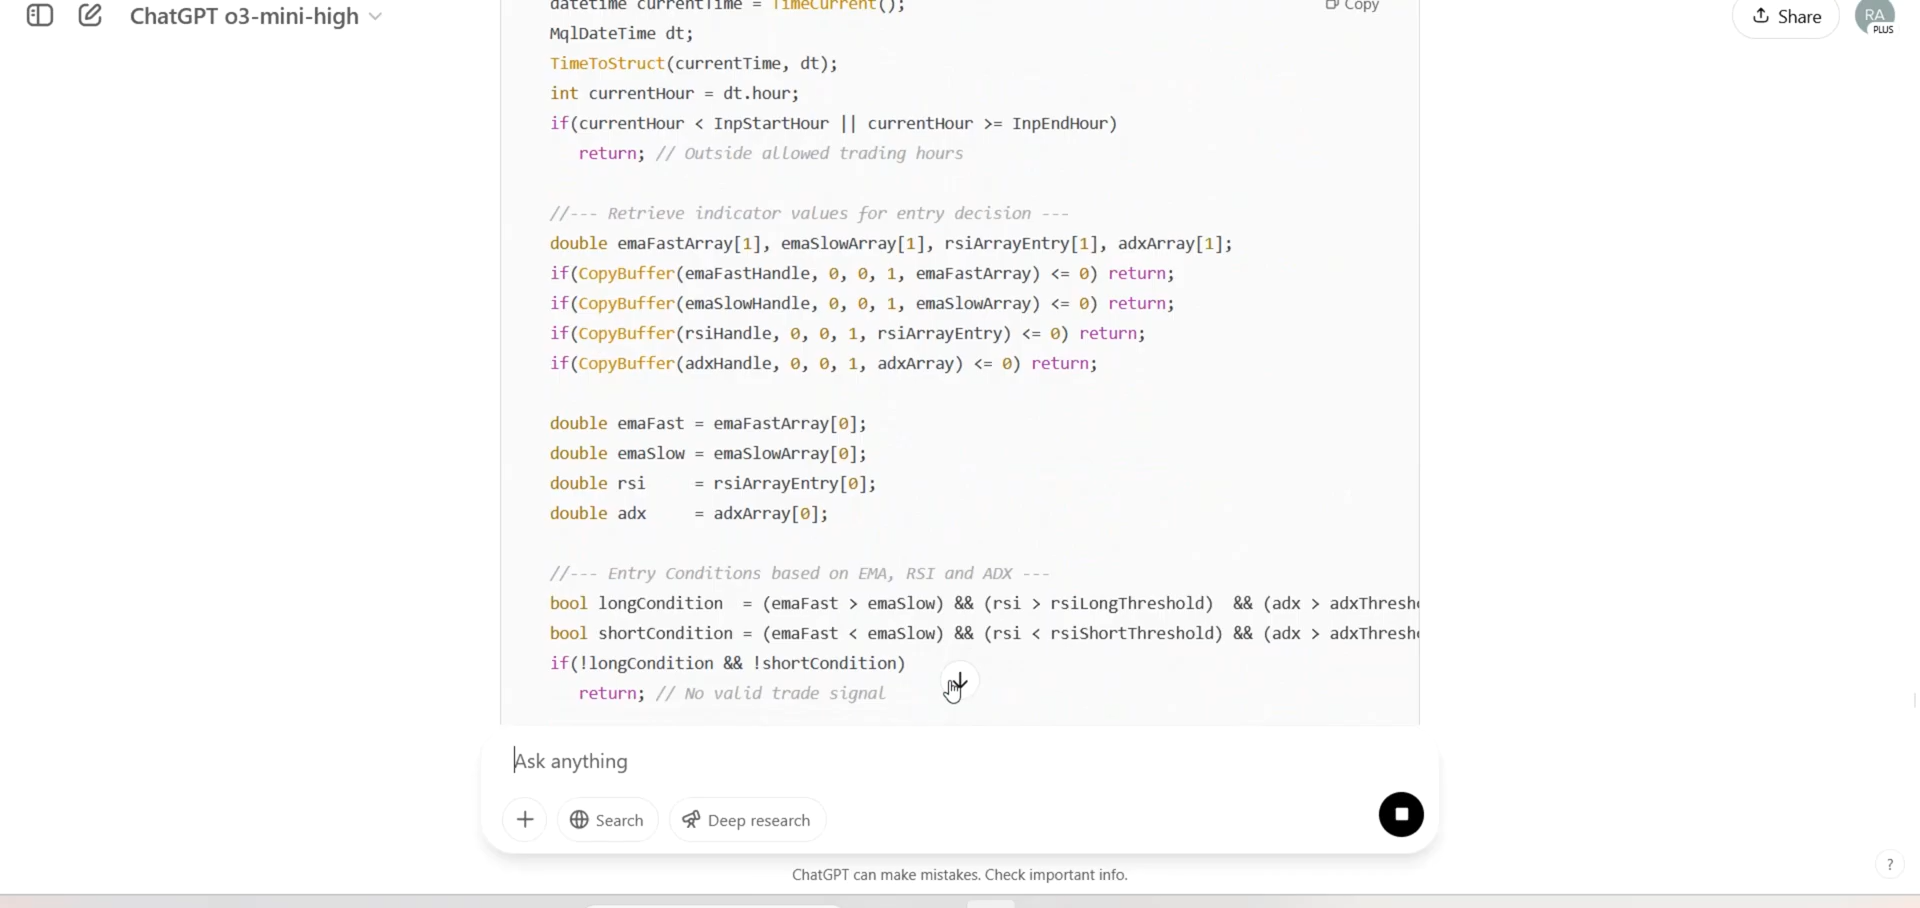 ChatGPT o3-mini-high
Share
RA
PLUS
datetime currentTime = TimeCurrent();
Copy
MqlDateTime dt;
TimeToStruct(currentTime, dt);
int currentHour = dt.hour;
if(currentHour < InpStartHour || currentHour >= InpEndHour)
return; // Outside allowed trading hours
//--- Retrieve indicator values for entry decision ---
double emaFastArray[1], emaSlowArray[1], rsiArrayEntry[1], adxArray[1];
if(CopyBuffer(emaFastHandle, 0, 0, 1, emaFastArray) <= 0) return;
if(CopyBuffer(emaSlowHandle, 0, 0, 1, emaSlowArray) <= 0) return;
if(CopyBuffer(rsiHandle, 0, 0, 1, rsiArrayEntry) <= 0) return;
if(CopyBuffer(adxHandle, 0, 0, 1, adxArray) <= 0) return;
double emaFast = emaFastArray[0];
double emaSlow = emaSlowArray[0];
double rsi = rsiArrayEntry[0];
double adx = adxArray[0];
//--- Entry Conditions based on EMA, RSI and ADX ---
bool longCondition = (emaFast > emaSlow) && (rsi > rsiLongThreshold) && (adx > adxThresh
bool shortCondition = (emaFast < emaSlow) && (rsi < rsiShortThreshold) && (adx > adxThresh
if(!longCondition && !shortCondition)
return; // No valid trade signal
Ask anything
Search
Deep research
ChatGPT can make mistakes. Check important info.
?